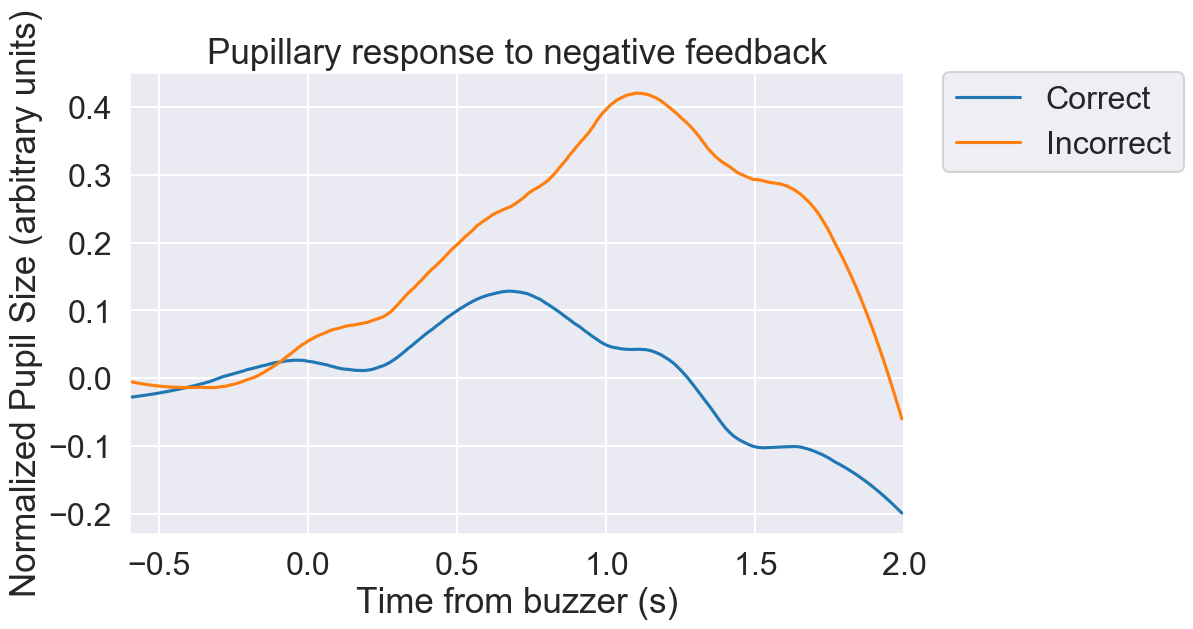 Pupillary response to negative feedback
Normalized Pupil Size (arbitrary units)
0.4
0.3
0.2
0.1
0.0
−0.1
−0.2
−0.5 0.0 0.5 1.0 1.5 2.0
Time from buzzer (s)
Correct
Incorrect